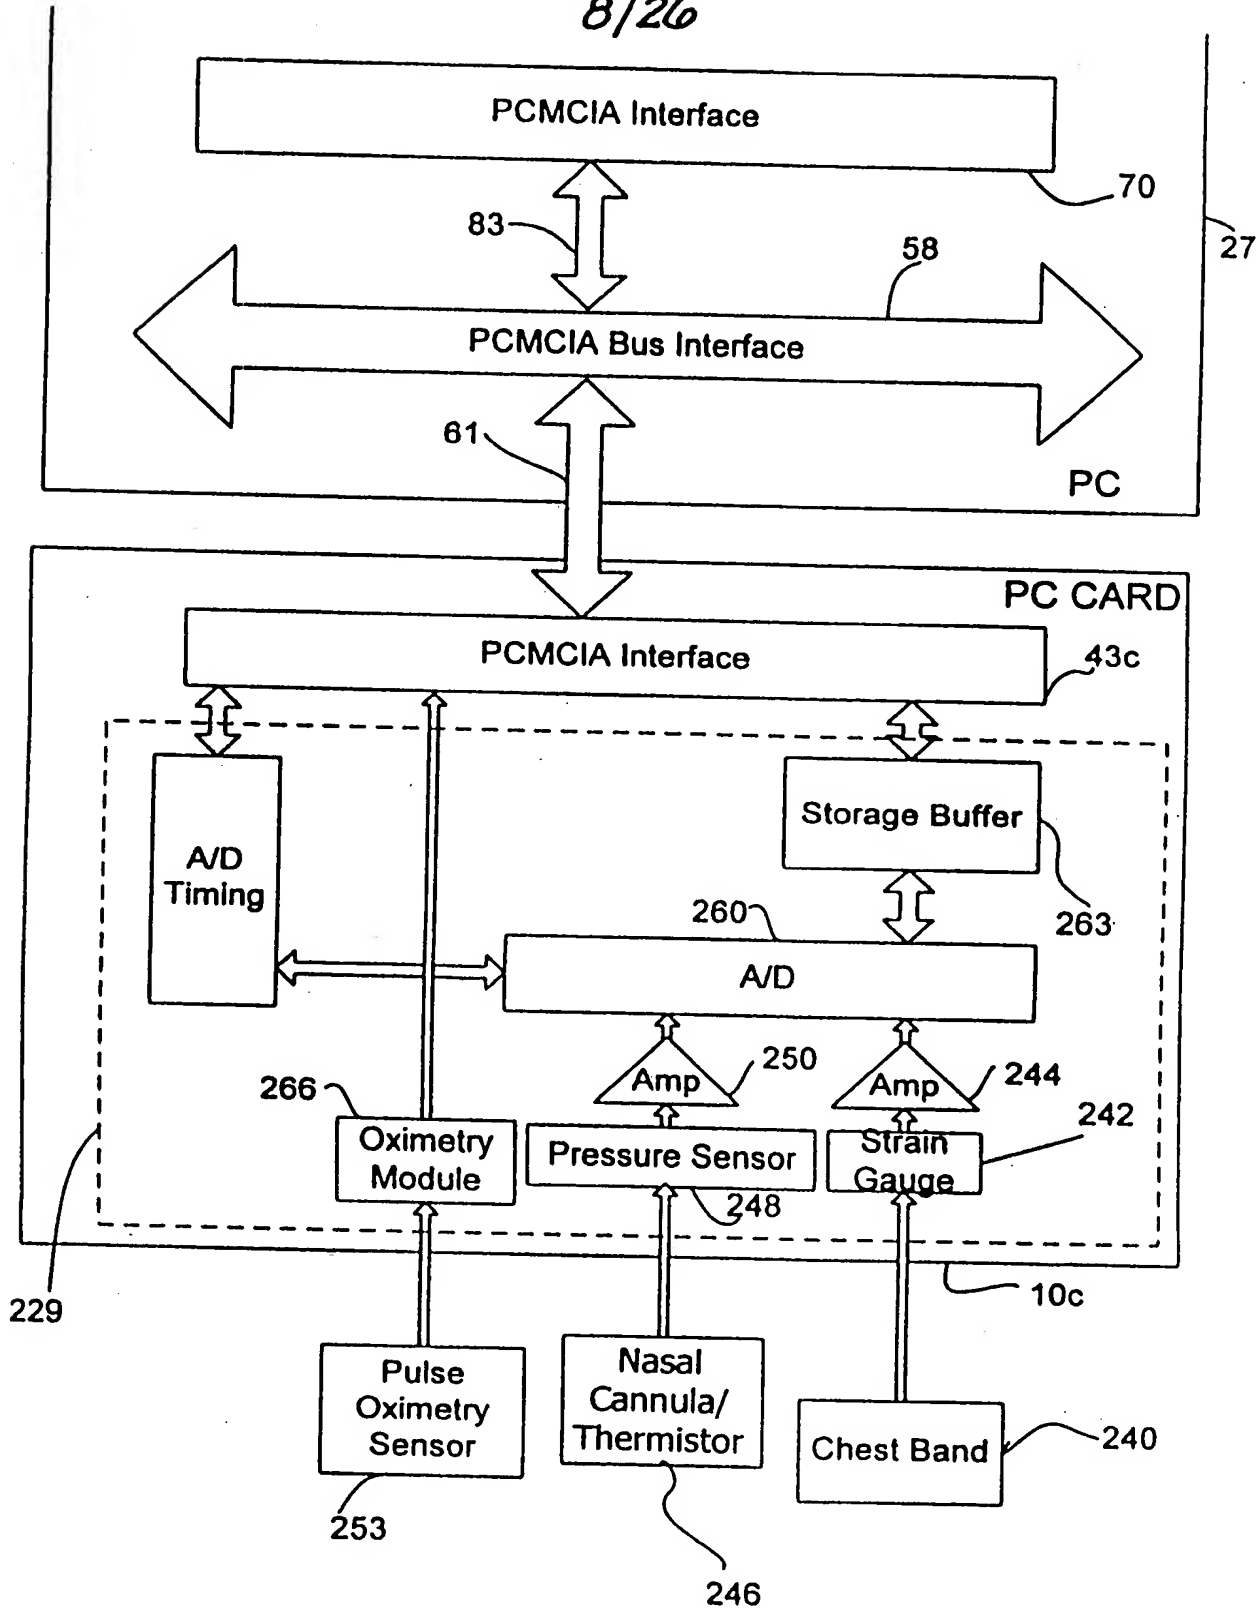 8/26
PCMCIA Interface
70
83
27
58
PCMCIA Bus Interface
61
PC
PC CARD
PCMCIA Interface
43c
Storage Buffer
A/D
Timing
263
260
A/D
250
Amp
244
Amp
266
242
Oximetry
Module
Pressure Sensor
Strain
Gauge
248
229
10c
Pulse
Oximetry
Sensor
Nasal
Cannula/
Thermistor
Chest Band
240
253
246